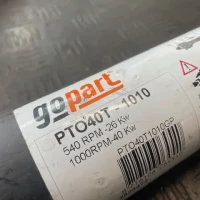 gopart
PTO40T - 1010
540 RPM -26 Kw
1000RPM-40 Kw
PTO40T1010GP